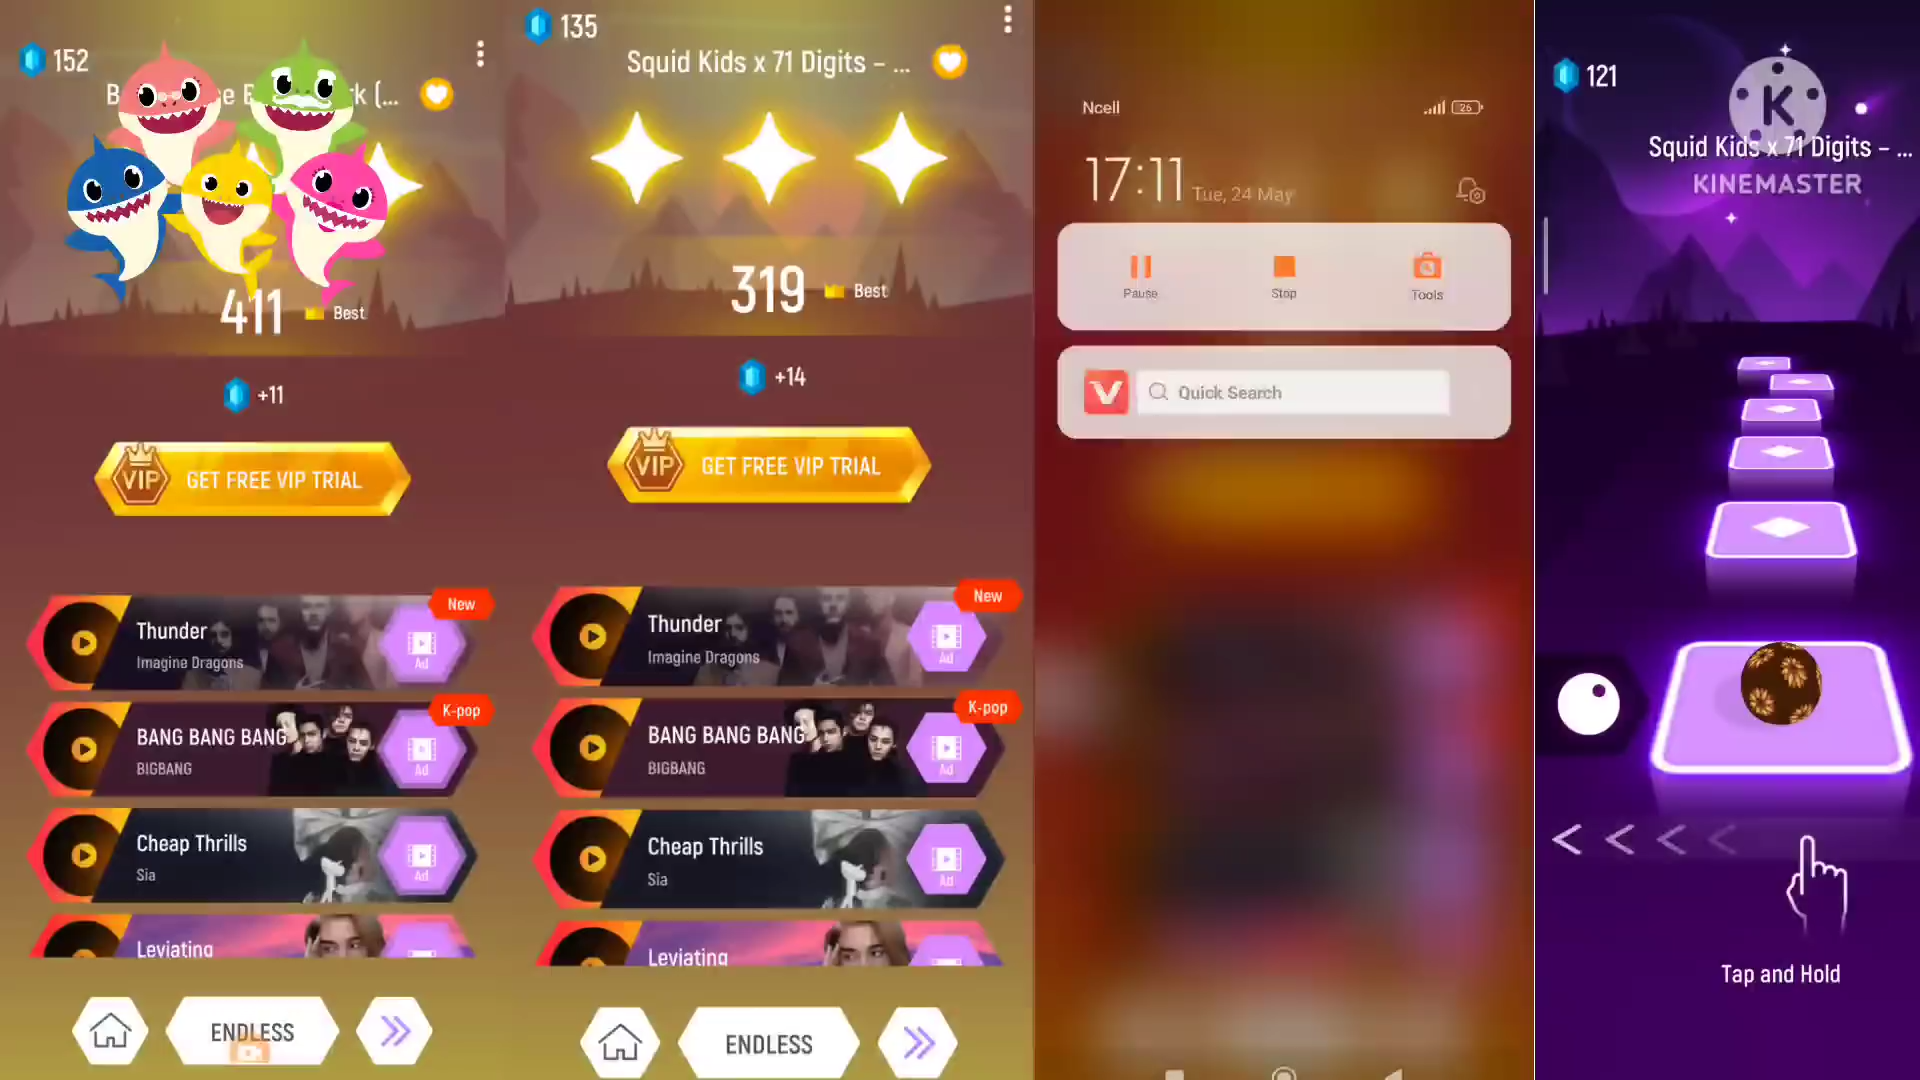 152
k (...
411
Best
+11
VIP
GET FREE VIP TRIAL
New
Thunder
Imagine Dragons
Ad
K-pop
BANG BANG BANG
BIGBANG
Ad
Cheap Thrills
Sia
Ad
Leviating
ENDLESS
135
Squid Kids x 71 Digits – ...
319
Best
+14
VIP
GET FREE VIP TRIAL
New
Thunder
Imagine Dragons
Ad
K-pop
BANG BANG BANG
BIGBANG
Ad
Cheap Thrills
Sia
Ad
Leviating
ENDLESS
Ncell
26
17:11 Tue, 24 May
Pause
Stop
Tools
Quick Search
121
K
Squid Kids x 71 Digits – ...
KINEMASTER
Tap and Hold